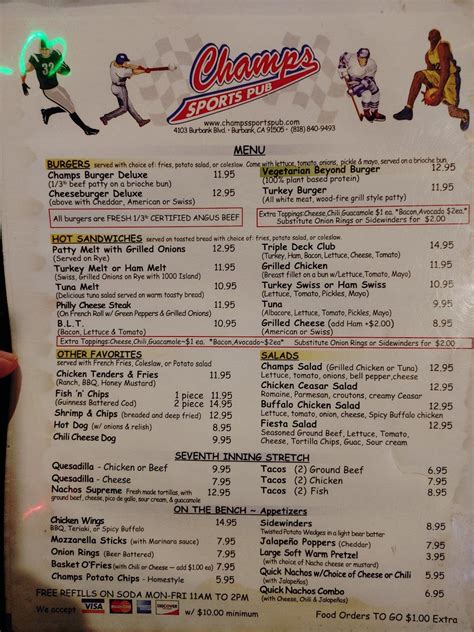 32
Champs
SPORTS PUB
www.champssportspub.com
4103 Burbank Blvd. • Burbank, CA 91505 • (818) 840-9493
MENU
BURGERS served with choice of: fries, potato salad, or coleslaw. Come with lettuce, tomato, onions, pickle & mayo, served on a brioche bun
Champs Burger Deluxe 11.95
(1/3rd beef patty on a brioche bun)
Cheeseburger Deluxe 12.95
(above with Cheddar, American or Swiss)
All burgers are FRESH 1/3rd CERTIFIED ANGUS BEEF
Vegetarian Beyond Burger 12.95
(100% plant based protein)
Turkey Burger 11.95
(All white meat, wood-fire grill style patty)
Extra Toppings:Cheese,Chili,Guacamole $1 ea. *Bacon,Avocado $2ea.*
Substitute Onion Rings or Sidewinders for $2.00
HOT SANDWICHES served on toasted bread with choice of: fries, potato salad, or coleslaw
Patty Melt with Grilled Onions 12.95
(Served on Rye)
Turkey Melt or Ham Melt
(Swiss, Grilled Onions on Rye with 1000 Island)
Tuna Melt
(Delicious tuna salad served on warm toasty bread)
Philly Cheese Steak
(On French Roll w/ Green Peppers & Grilled Onions)
B.L.T.
(Bacon, Lettuce & Tomato)
Triple Deck Club 14.95
(Turkey, Ham, Bacon, Lettuce, Cheese, Tomato)
Grilled Chicken 11.95
(Breast fillet on a bun w/Lettuce, Tomato, Mayo)
Turkey Swiss or Ham Swiss
(Lettuce, Tomato, Pickles, Mayo)
Tuna
(Albacore, Lettuce, Tomato, Pickles, Mayo)
Grilled Cheese (add Ham +$2.00)
(American or Swiss)
Extra Toppings:Cheese,Chili,Guacamole~$1 ea. *Bacon,Avocado~$2 ea* Substitute Onion Rings or Sidewinders for $2.00
OTHER FAVORITES
served with French Fries, Coleslaw, or Potato salad
Chicken Tenders & Fries 11.95
(Ranch, BBQ, Honey Mustard)
Fish 'n' Chips 1 piece 11.95
(Guinness Battered Cod) 2 piece 14.95
Shrimp & Chips (breaded and deep fried) 12.95
Hot Dog (w/ onions & relish) 8.95
Chili Cheese Dog 9.95
SALADS
Champs Salad (Grilled Chicken or Tuna) 12.95
Lettuce, tomato, onions, bell pepper,cheese
Chicken Ceasar Salad 12.95
Romaine, Parmesan, croutons, creamy Ceasar
Buffalo Chicken Salad 12.95
Lettuce, tomato, onion, cheese, Spicy Buffalo chicken
Fiesta Salad 12.95
Seasoned Ground Beef, Lettuce, Tomato,
Cheese, Tortilla Chips, Guac, Sour cream
SEVENTH INNING STRETCH
Quesadilla - Chicken or Beef 9.95
Quesadilla - Cheese 7.95
Nachos Supreme Fresh made tortillas, with 12.95
ground beef, cheese, pico de gallo, sour cream, & guacamole
Tacos (2) Ground Beef 6.95
Tacos (2) Chicken 6.95
Tacos (2) Fish 8.95
ON THE BENCH ~ Appetizers
Chicken Wings 14.95
BBQ, Teriaki, or Spicy Buffalo
Mozzarella Sticks (with Marinara sauce) 7.95
Onion Rings (Beer Battered) 7.95
Basket O'Fries (with Chili or Cheese - add $1.00 ea) 7.95
Champs Potato Chips - Homestyle 5.95
Sidewinders 8.95
Twisted Potato Wedges in a light beer batter
Jalapeño Poppers (Cheddar) 7.95
Large Soft Warm Pretzel 3.95
(with choice of Nacho cheese or mustard)
Quick Nachos w/Choice of Cheese or Chili 5.95
(with Jalapeños)
Quick Nachos Combo 6.95
(with Cheese & Chili with Jalapeños)
FREE REFILLS ON SODA MON-FRI 11AM TO 2PM
We accept VISA DISCOVER w/ $10.00 minimum
Food Orders TO GO $1.00 Extra